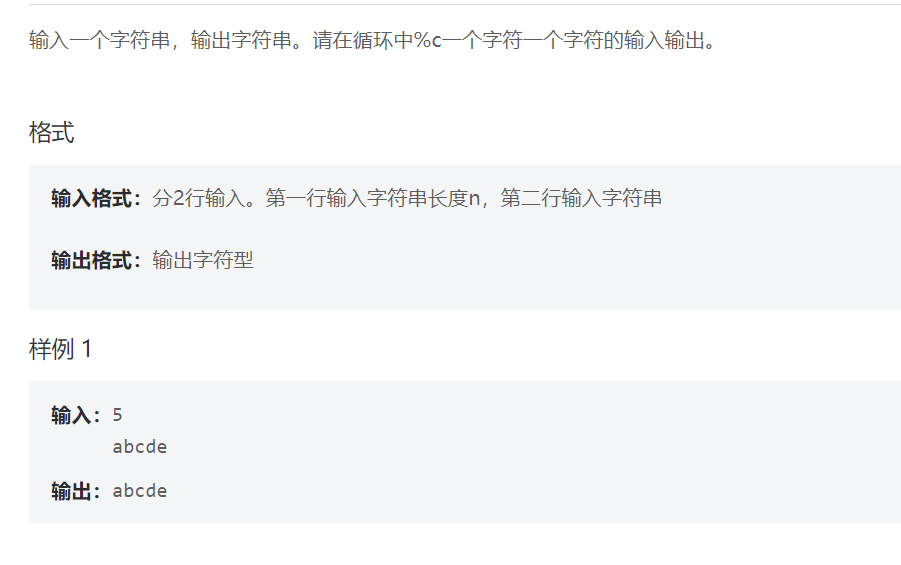 输入一个字符串，输出字符串。请在循环中%c一个字符一个字符的输入输出。
格式
输入格式：分2行输入。第一行输入字符串长度n，第二行输入字符串
输出格式：输出字符型
样例 1
输入：5
abcde
输出：abcde